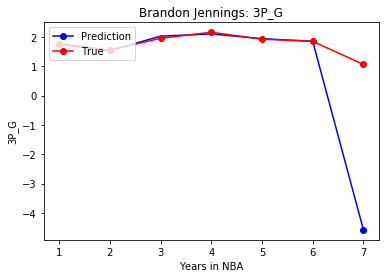 Brandon Jennings: 3P_G
Prediction
True
2
1
0
−1
−2
−3
−4
3P_G
1 2 3 4 5 6 7
Years in NBA